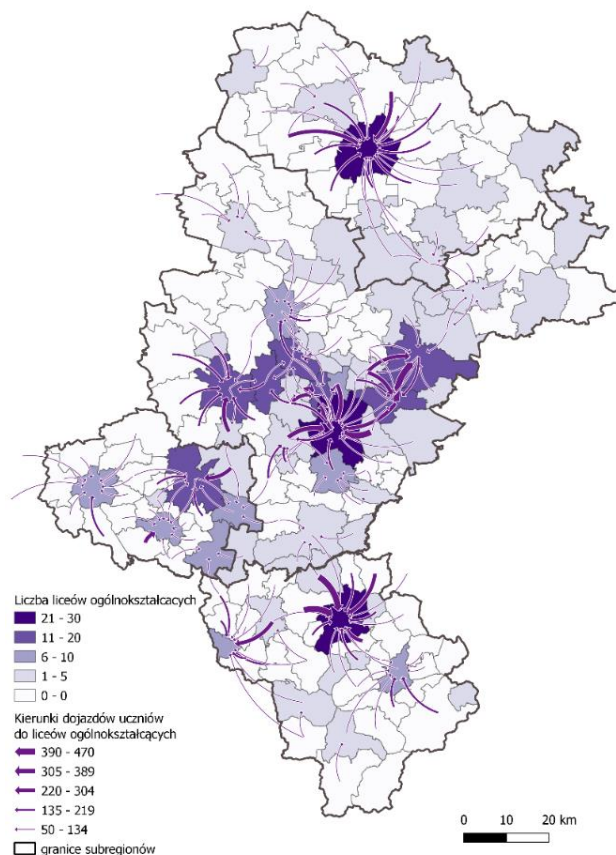 Liczba liceów ogólnokształcacych
21 - 30
11 - 20
6 - 10
1 - 5
0 - 0
Kierunki dojazdów uczniów
do liceów ogólnokształcących
390 - 470
305 - 389
220 - 304
135 - 219
50 - 134
granice subregionów
0 10 20 km